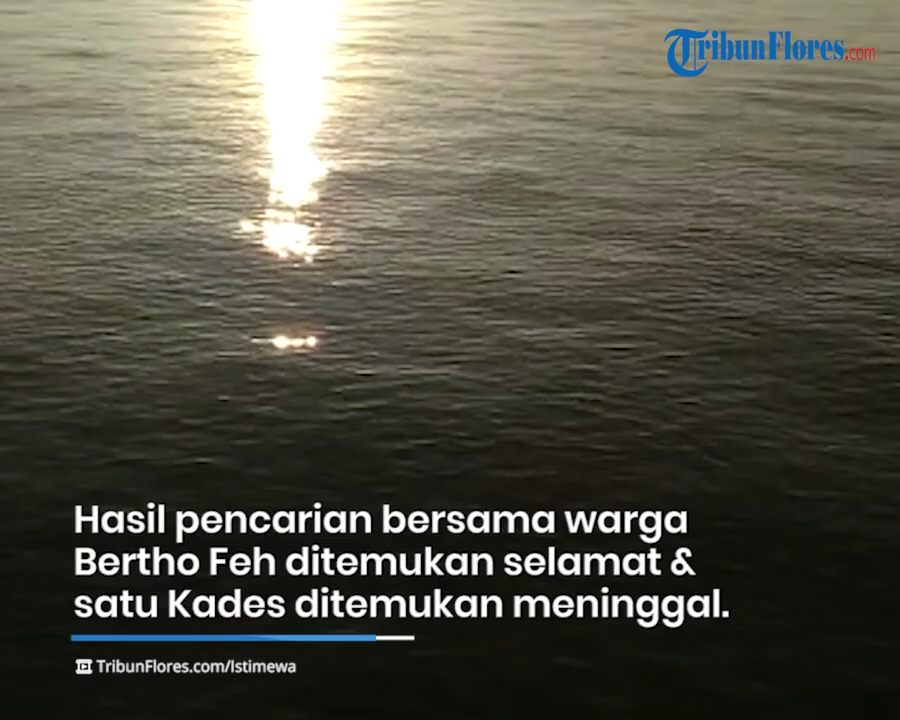 TribunFlores.com
Hasil pencarian bersama warga
Bertho Feh ditemukan selamat &
satu Kades ditemukan meninggal.
TribunFlores.com/Istimewa